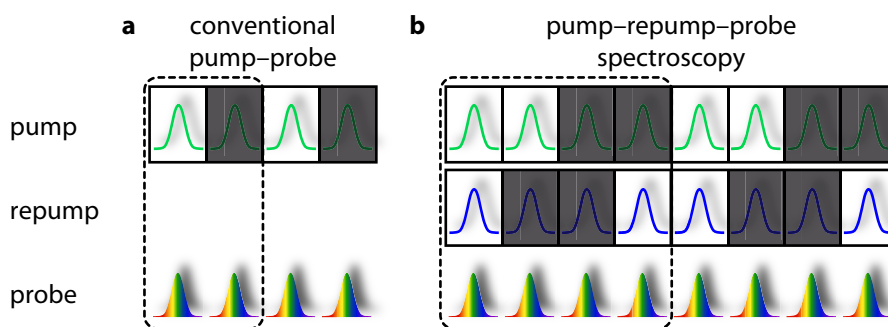 a conventional
pump–probe
b pump–repump–probe
spectroscopy
pump
repump
probe